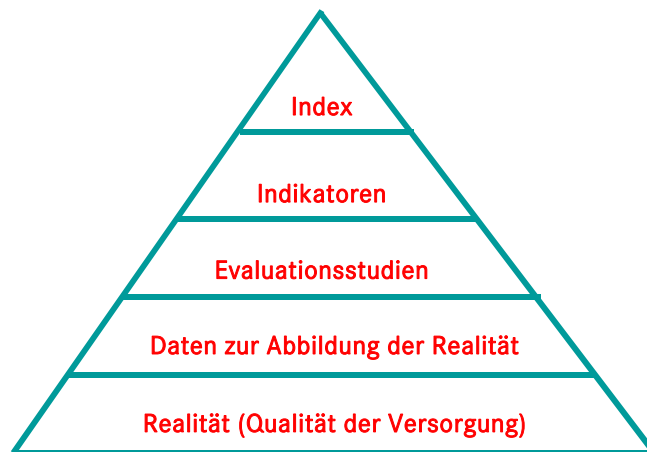 Index
Indikatoren
Evaluationsstudien
Daten zur Abbildung der Realität
Realität (Qualität der Versorgung)